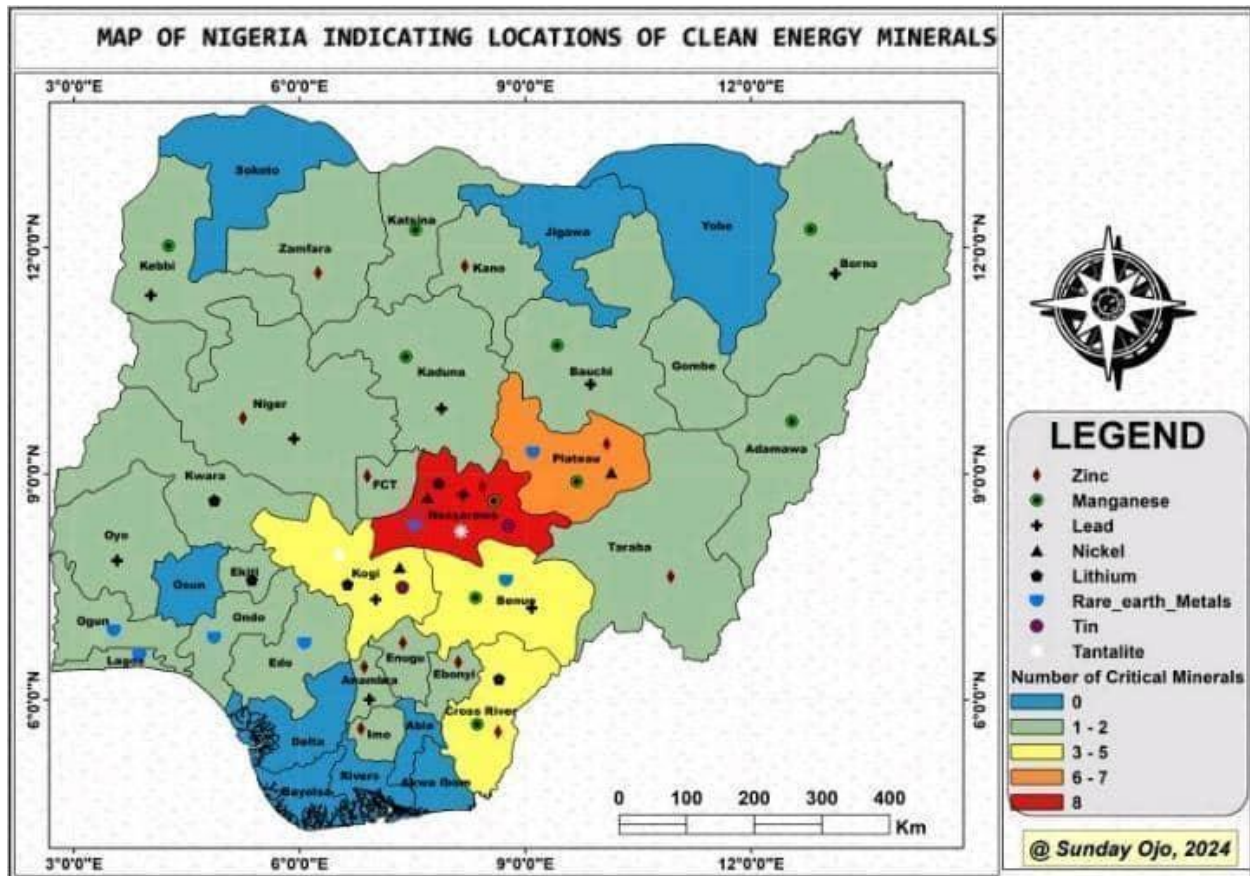 MAP OF NIGERIA INDICATING LOCATIONS OF CLEAN ENERGY MINERALS
3°0'0"E 6°0'0"E 9°0'0"E 12°0'0"E
12°0'0"N
9°0'0"N
6°0'0"N
12°0'0"N
9°0'0"N
6°0'0"N
Sokoto
Katsina
Jigawa
Yobe
Zamfara
Kano
Kebbi
Borno
Kaduna
Bauchi
Gombe
Niger
Adamawa
Plateau
Kwara
FCT
Nassarawa
Oyo
Taraba
Osun
Ekiti
Kogi
Benue
Ogun
Ondo
Lagos
Edo
Enugu
Anambra
Ebonyi
Cross River
Delta
Imo
Abia
Rivers
Akwa Ibom
Bayelsa
0 100 200 300 400
Km
3°0'0"E 6°0'0"E 9°0'0"E 12°0'0"E
LEGEND
Zinc
Manganese
Lead
Nickel
Lithium
Rare_earth_Metals
Tin
Tantalite
Number of Critical Minerals
0
1 - 2
3 - 5
6 - 7
8
@ Sunday Ojo, 2024